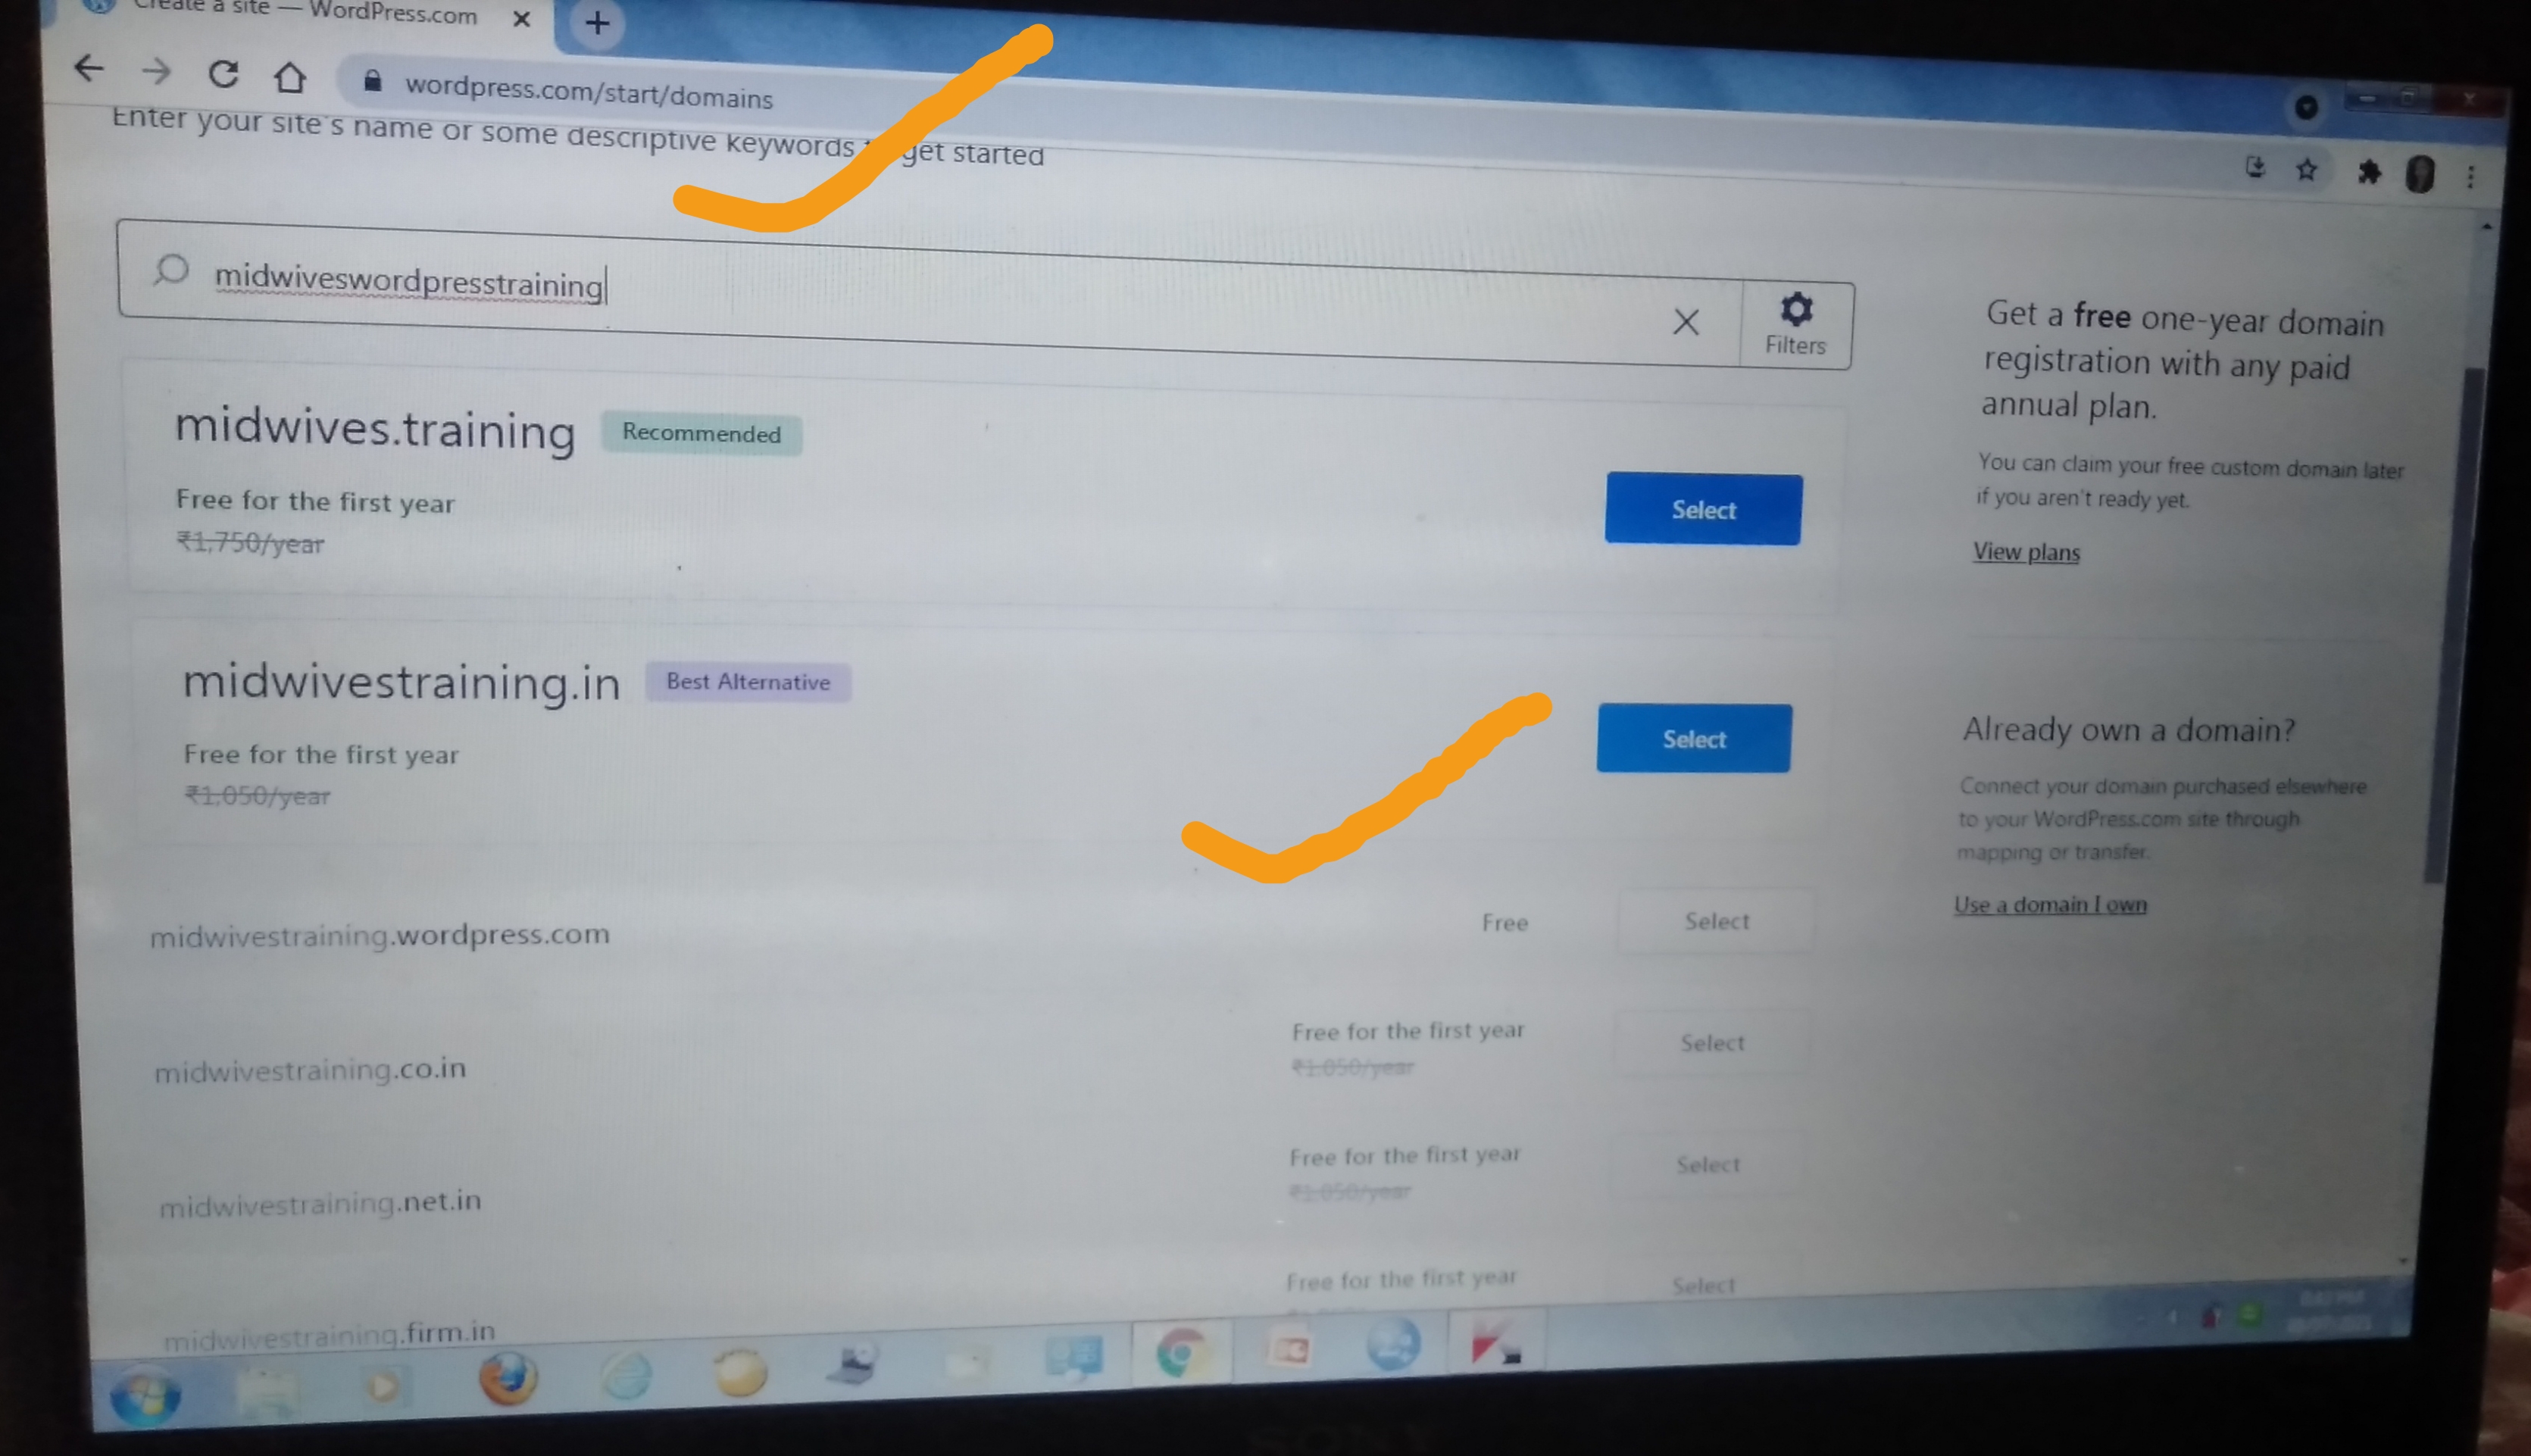 Create a site — WordPress.com
wordpress.com/start/domains
Enter your site's name or some descriptive keywords get started
midwiveswordpresstraining
Filters
midwives.training Recommended
Free for the first year
₹1,750/year
Select
midwivestraining.in Best Alternative
Free for the first year
₹1,050/year
Select
midwivestraining.wordpress.com Free Select
midwivestraining.co.in Free for the first year Select
₹1,050/year
midwivestraining.net.in Free for the first year Select
₹1,050/year
midwivestraining.firm.in Free for the first year Select
Get a free one-year domain
registration with any paid
annual plan.
You can claim your free custom domain later
if you aren't ready yet.
View plans
Already own a domain?
Connect your domain purchased elsewhere
to your WordPress.com site through
mapping or transfer.
Use a domain I own
SONY